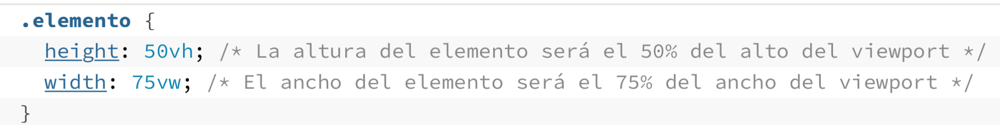 .elemento {
height: 50vh; /* La altura del elemento será el 50% del alto del viewport */
width: 75vw; /* El ancho del elemento será el 75% del ancho del viewport */
}